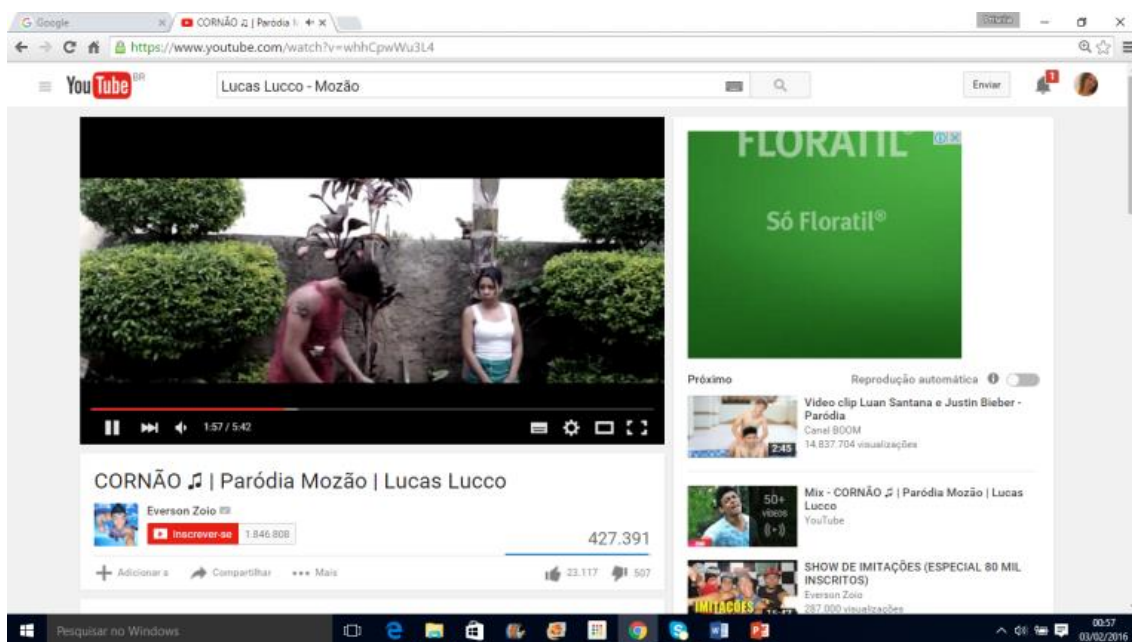 Google
CORNÃO ♫ | Paródia M
https://www.youtube.com/watch?v=whhCpwWu3L4
YouTube BR
Lucas Lucco - Mozão
Enviar
1
FLORATIL®
Só Floratil®
1:57 / 5:42
CORNÃO ♫ | Paródia Mozão | Lucas Lucco
Everson Zoio
Inscrever-se 1.846.808
427.391
Adicionar a Compartilhar Mais
23.117 507
Próximo
Reprodução automática
Video clip Luan Santana e Justin Bieber -
Paródia
Canal BOOM
14.837.704 visualizações
2:45
50+
vídeos
Mix - CORNÃO ♫ | Paródia Mozão | Lucas
Lucco
YouTube
SHOW DE IMITAÇÕES (ESPECIAL 80 MIL
INSCRITOS)
Everson Zoio
287.000 visualizações
IMITAÇÕES
Pesquisar no Windows
00:57
03/02/2016